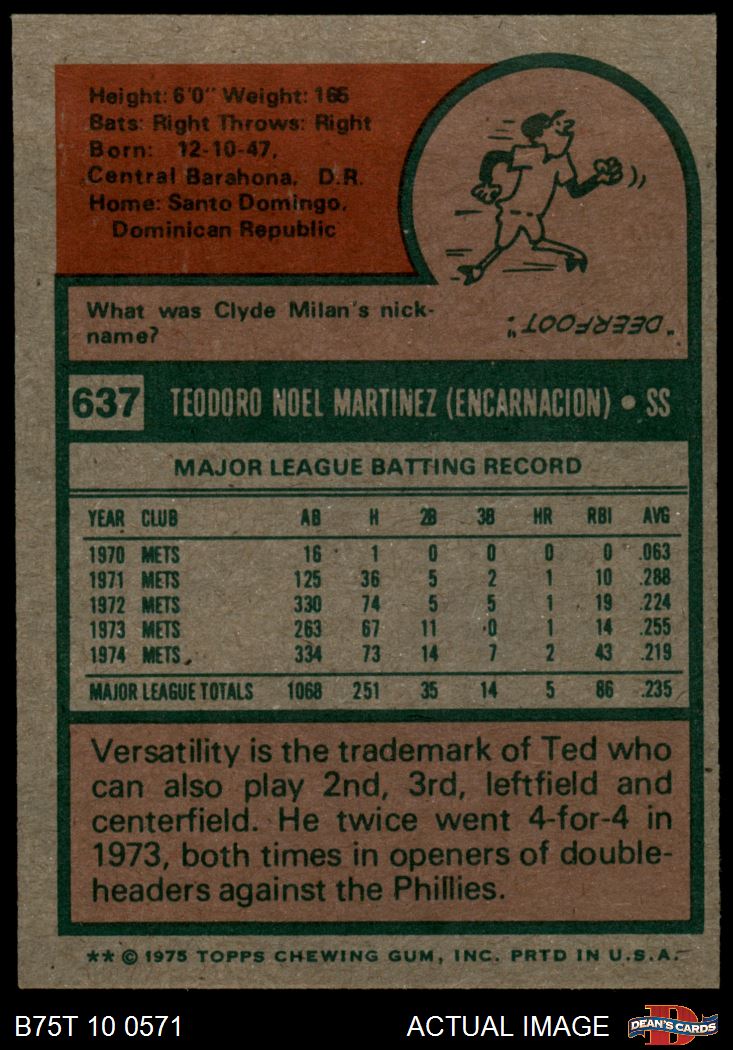 Height: 6'0" Weight: 165
Bats: Right Throws: Right
Born: 12-10-47,
Central Barahona, D.R.
Home: Santo Domingo,
Dominican Republic
What was Clyde Milan's nick-
name?
"DEERFOOT."
637 TEODORO NOEL MARTINEZ (ENCARNACION) • SS
MAJOR LEAGUE BATTING RECORD
YEAR CLUB AB H 2B 3B HR RBI AVG
1970 METS 16 1 0 0 0 0 .063
1971 METS 125 36 5 2 1 10 .288
1972 METS 330 74 5 5 1 19 .224
1973 METS 263 67 11 0 1 14 .255
1974 METS 334 73 14 7 2 43 .219
MAJOR LEAGUE TOTALS 1068 251 35 14 5 86 .235
Versatility is the trademark of Ted who
can also play 2nd, 3rd, leftfield and
centerfield. He twice went 4-for-4 in
1973, both times in openers of double-
headers against the Phillies.
** © 1975 TOPPS CHEWING GUM, INC. PRTD IN U.S.A.
B75T 10 0571 ACTUAL IMAGE DEAN'S CARDS